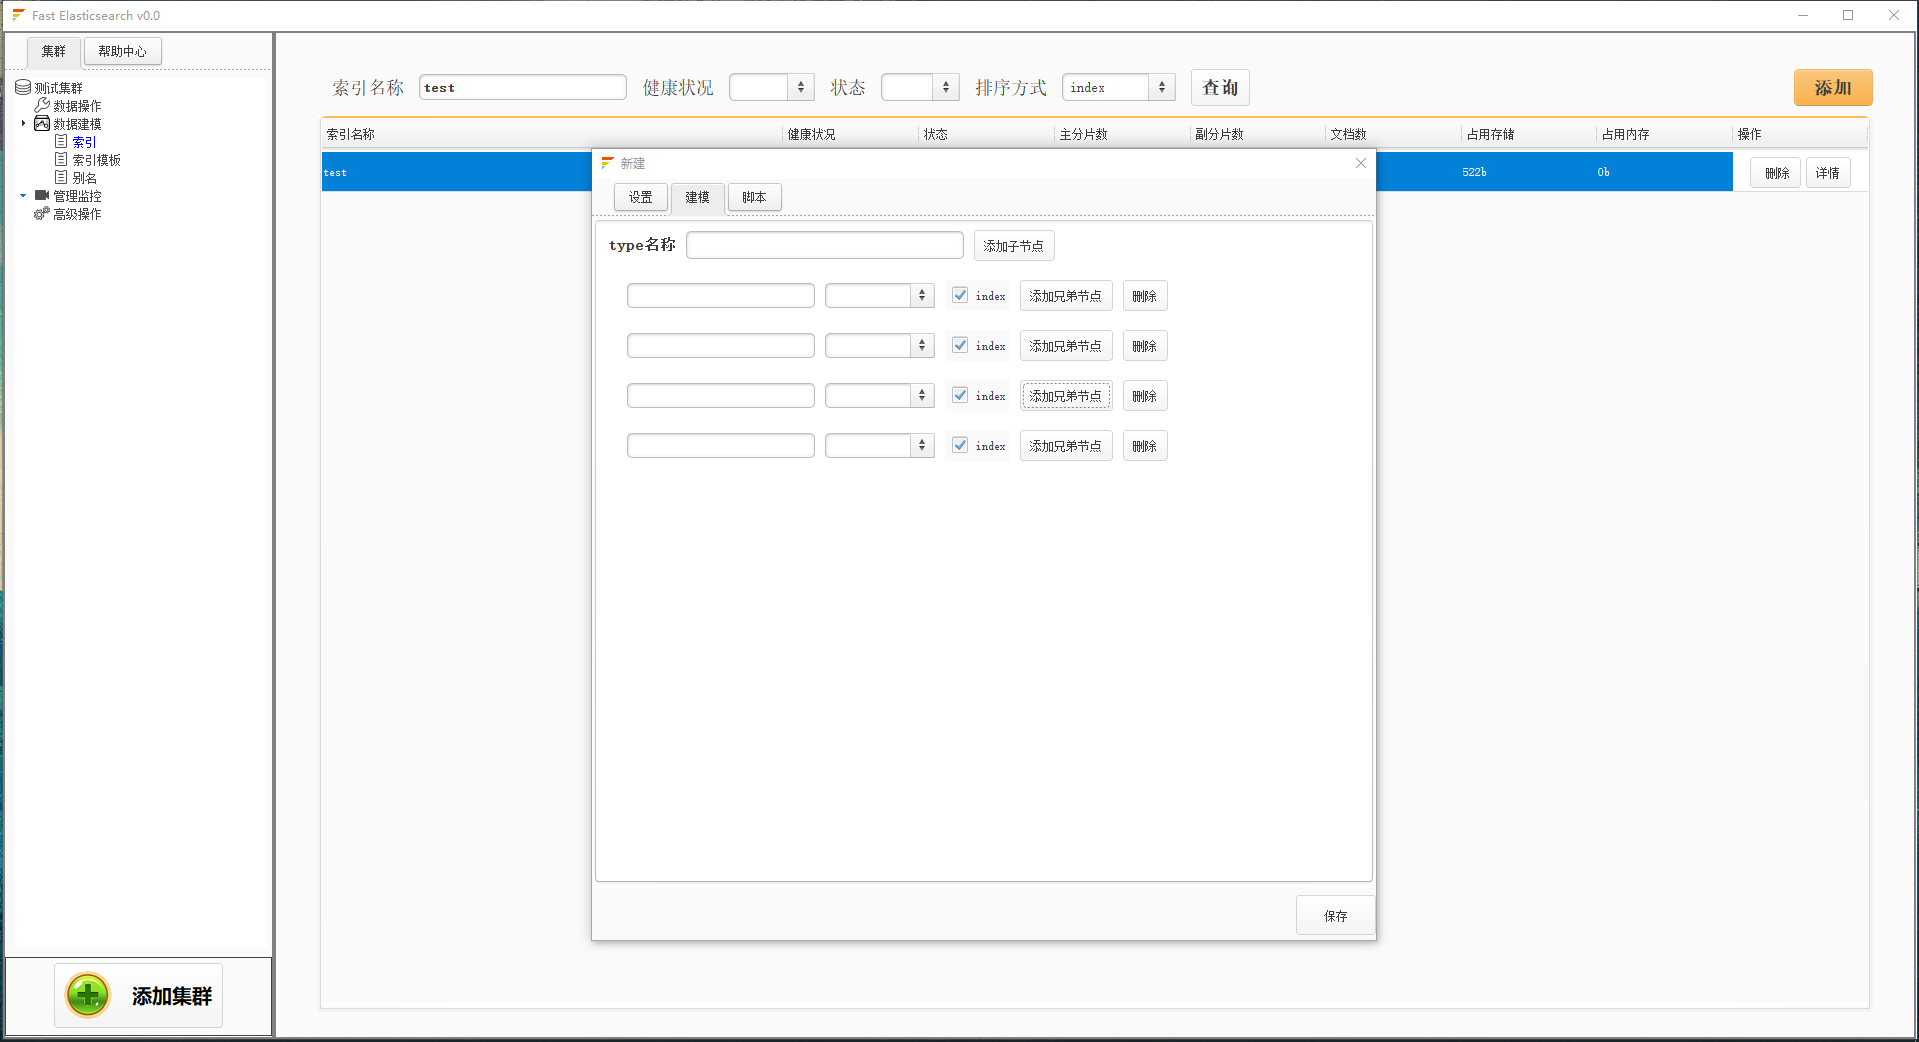 Fast Elasticsearch v0.0
集群 帮助中心
测试集群
数据操作
数据建模
索引
索引模板
别名
管理监控
高级操作
添加集群
索引名称 test 健康状况 状态 排序方式 index 查询 添加
索引名称 健康状况 状态 主分片数 副分片数 文档数 占用存储 占用内存 操作
test 522b 0b 删除 详情
新建
设置 建模 脚本
type名称 添加子节点
index 添加兄弟节点 删除
index 添加兄弟节点 删除
index 添加兄弟节点 删除
index 添加兄弟节点 删除
保存